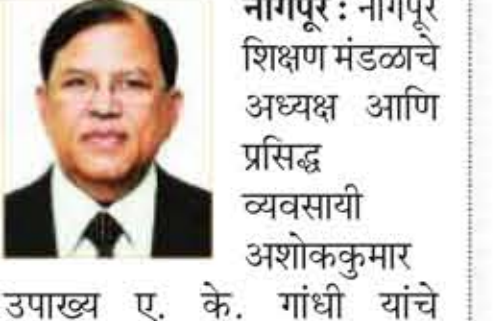 नागपूर : नागपूर
शिक्षण मंडळाचे
अध्यक्ष आणि
प्रसिद्ध
व्यवसायी
अशोककुमार
उपाख्य ए. के. गांधी यांचे